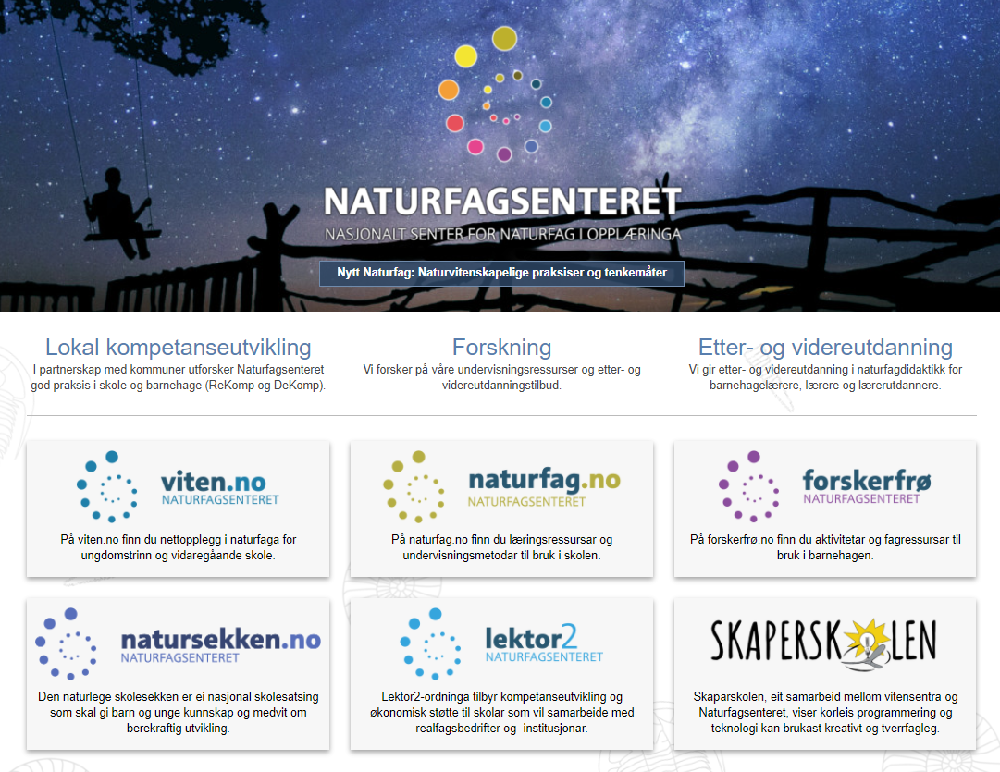 NATURFAGSENTERET
NASJONALT SENTER FOR NATURFAG I OPPLÆRINGA
Nytt Naturfag: Naturvitenskapelige praksiser og tenkemåter
Lokal kompetanseutvikling
I partnerskap med kommuner utforsker Naturfagsenteret
god praksis i skole og barnehage (ReKomp og DeKomp).
Forskning
Vi forsker på våre undervisningsressurser og etter- og
videreutdanningstilbud.
Etter- og videreutdanning
Vi gir etter- og videreutdanning i naturfagdidaktikk for
barnehagelærere, lærere og lærerutdannere.
viten.no
NATURFAGSENTERET
På viten.no finn du nettopplegg i naturfaga for
ungdomstrinn og vidaregåande skole.
naturfag.no
NATURFAGSENTERET
På naturfag.no finn du læringsressursar og
undervisningsmetodar til bruk i skolen.
forskerfrø
NATURFAGSENTERET
På forskerfrø.no finn du aktivitetar og fagressursar til
bruk i barnehagen.
natursekken.no
NATURFAGSENTERET
Den naturlege skolesekken er ei nasjonal skolesatsing
som skal gi barn og unge kunnskap og medvit om
berekraftig utvikling.
lektor2
NATURFAGSENTERET
Lektor2-ordninga tilbyr kompetanseutvikling og
økonomisk støtte til skolar som vil samarbeide med
realfagsbedrifter og -institusjonar.
SKAPERSKOLEN
Skaparskolen, eit samarbeid mellom vitensentra og
Naturfagsenteret, viser korleis programmering og
teknologi kan brukast kreativt og tverrfagleg.